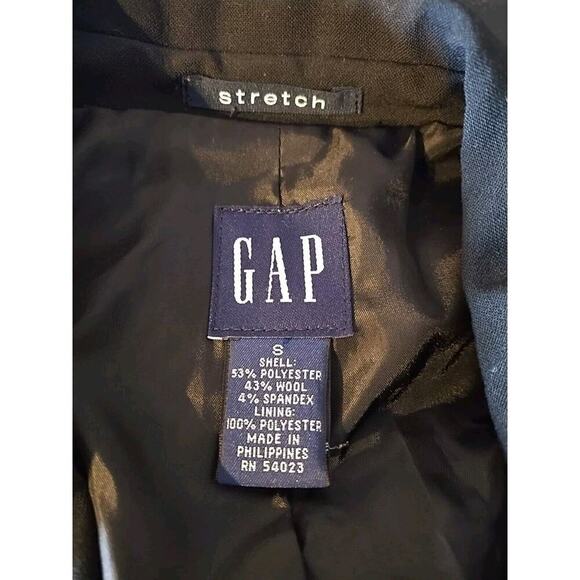 stretch
GAP
S
SHELL:
53% POLYESTER
43% WOOL
4% SPANDEX
LINING:
100% POLYESTER
MADE IN
PHILIPPINES
RN 54023